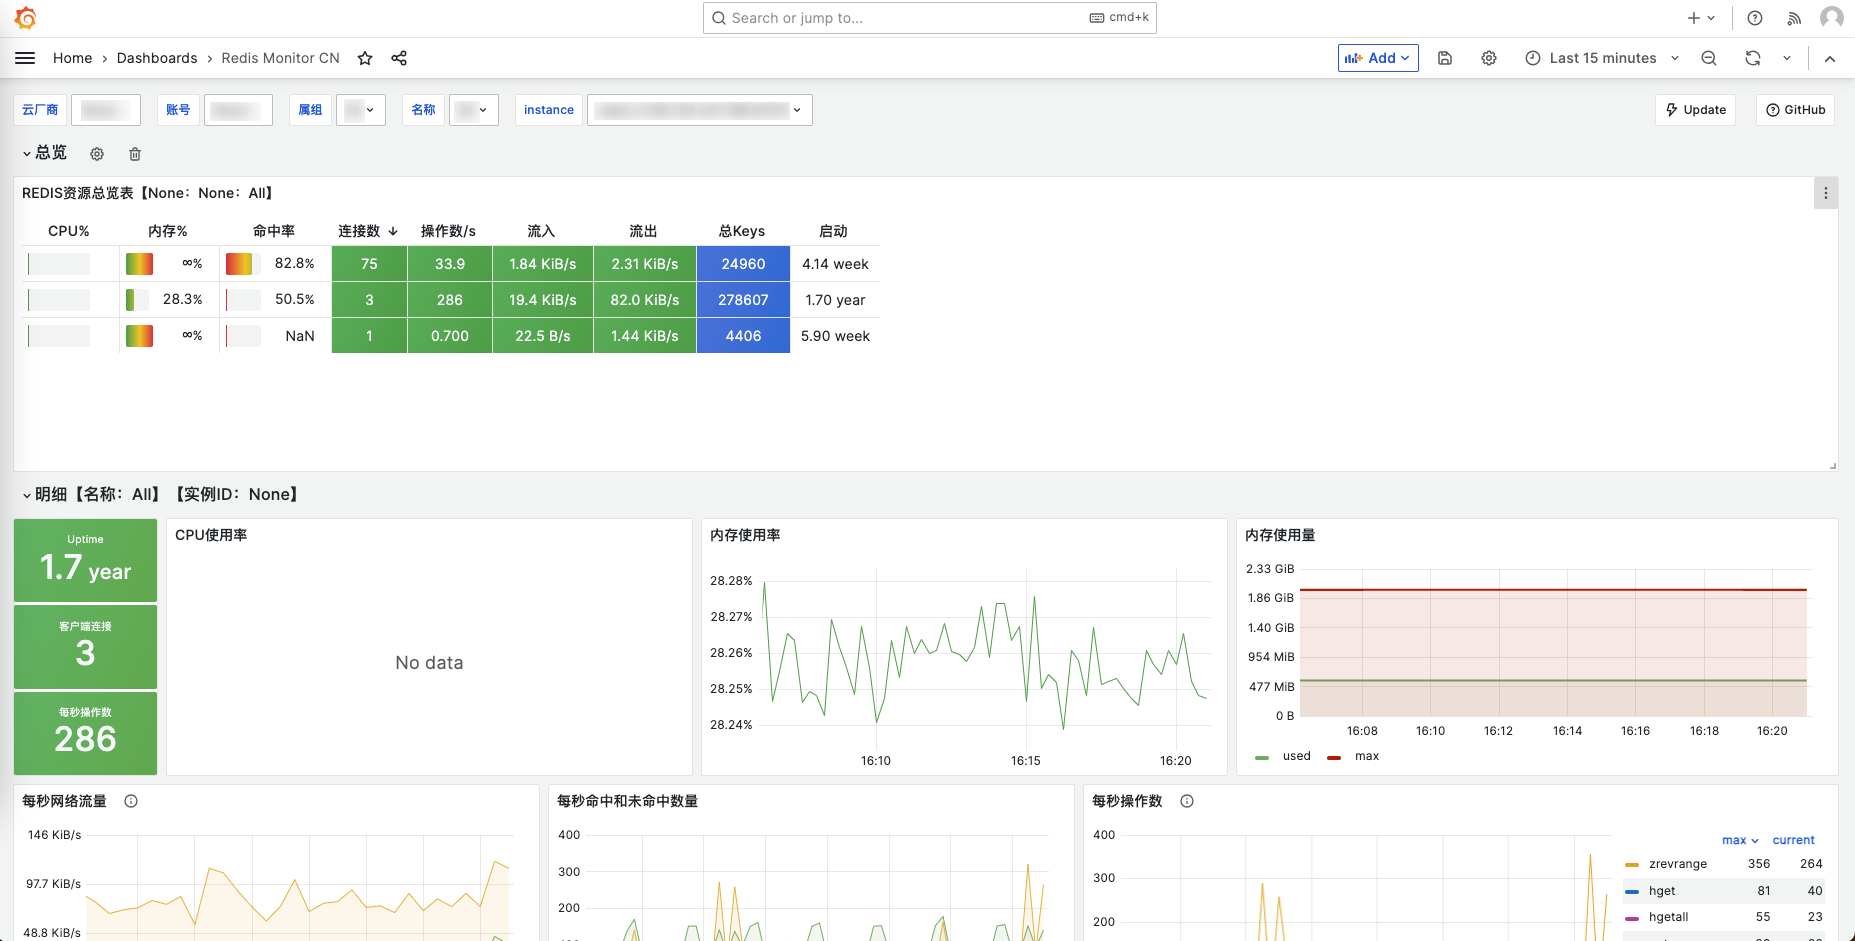 Search or jump to... cmd+k
Home › Dashboards › Redis Monitor CN Add Last 15 minutes
云厂商 账号 属组 名称 instance Update GitHub
总览
REDIS资源总览表【None：None：All】
CPU% 内存% 命中率 连接数 操作数/s 流入 流出 总Keys 启动
∞% 82.8% 75 33.9 1.84 KiB/s 2.31 KiB/s 24960 4.14 week
28.3% 50.5% 3 286 19.4 KiB/s 82.0 KiB/s 278607 1.70 year
∞% NaN 1 0.700 22.5 B/s 1.44 KiB/s 4406 5.90 week
明细【名称：All】【实例ID：None】
Uptime
1.7 year
客户端连接
3
每秒操作数
286
CPU使用率
No data
内存使用率
28.28%
28.27%
28.26%
28.25%
28.24%
16:10 16:15 16:20
内存使用量
2.33 GiB
1.86 GiB
1.40 GiB
954 MiB
477 MiB
0 B
16:08 16:10 16:12 16:14 16:16 16:18 16:20
used max
每秒网络流量
146 KiB/s
97.7 KiB/s
48.8 KiB/s
每秒命中和未命中数量
400
300
200
每秒操作数
400
300
200
max current
zrevrange 356 264
hget 81 40
hgetall 55 23